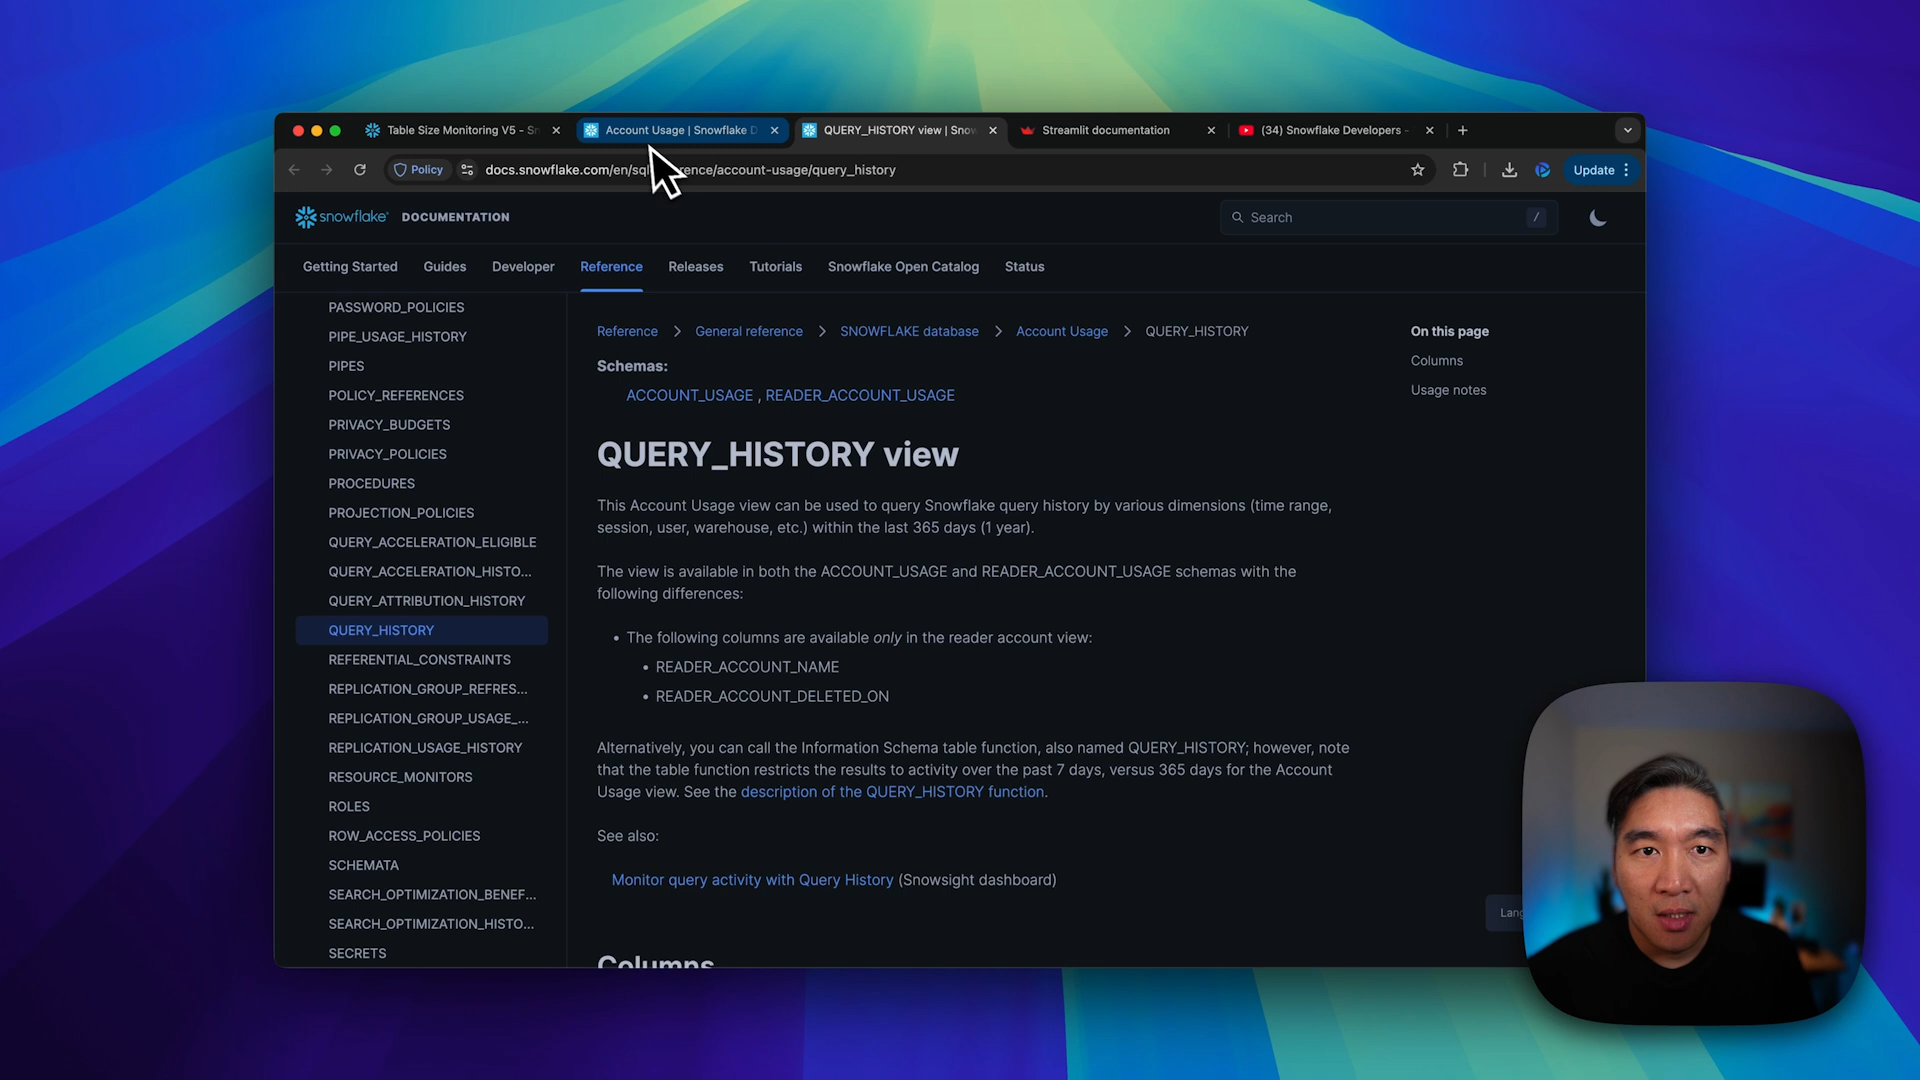 Table Size Monitoring V5 - Sn
Account Usage | Snowflake D
QUERY_HISTORY view | Snow
Streamlit documentation
(34) Snowflake Developers -
Policy
docs.snowflake.com/en/sql rence/account-usage/query_history
Update
snowflake DOCUMENTATION
Search /
Getting Started Guides Developer Reference Releases Tutorials Snowflake Open Catalog Status
PASSWORD_POLICIES
PIPE_USAGE_HISTORY
PIPES
POLICY_REFERENCES
PRIVACY_BUDGETS
PRIVACY_POLICIES
PROCEDURES
PROJECTION_POLICIES
QUERY_ACCELERATION_ELIGIBLE
QUERY_ACCELERATION_HISTO...
QUERY_ATTRIBUTION_HISTORY
QUERY_HISTORY
REFERENTIAL_CONSTRAINTS
REPLICATION_GROUP_REFRES...
REPLICATION_GROUP_USAGE_...
REPLICATION_USAGE_HISTORY
RESOURCE_MONITORS
ROLES
ROW_ACCESS_POLICIES
SCHEMATA
SEARCH_OPTIMIZATION_BENEF...
SEARCH_OPTIMIZATION_HISTO...
SECRETS
Reference > General reference > SNOWFLAKE database > Account Usage > QUERY_HISTORY
Schemas:
ACCOUNT_USAGE , READER_ACCOUNT_USAGE
QUERY_HISTORY view
This Account Usage view can be used to query Snowflake query history by various dimensions (time range,
session, user, warehouse, etc.) within the last 365 days (1 year).
The view is available in both the ACCOUNT_USAGE and READER_ACCOUNT_USAGE schemas with the
following differences:
• The following columns are available only in the reader account view:
• READER_ACCOUNT_NAME
• READER_ACCOUNT_DELETED_ON
Alternatively, you can call the Information Schema table function, also named QUERY_HISTORY; however, note
that the table function restricts the results to activity over the past 7 days, versus 365 days for the Account
Usage view. See the description of the QUERY_HISTORY function.
See also:
Monitor query activity with Query History (Snowsight dashboard)
Columns
On this page
Columns
Usage notes
Lang